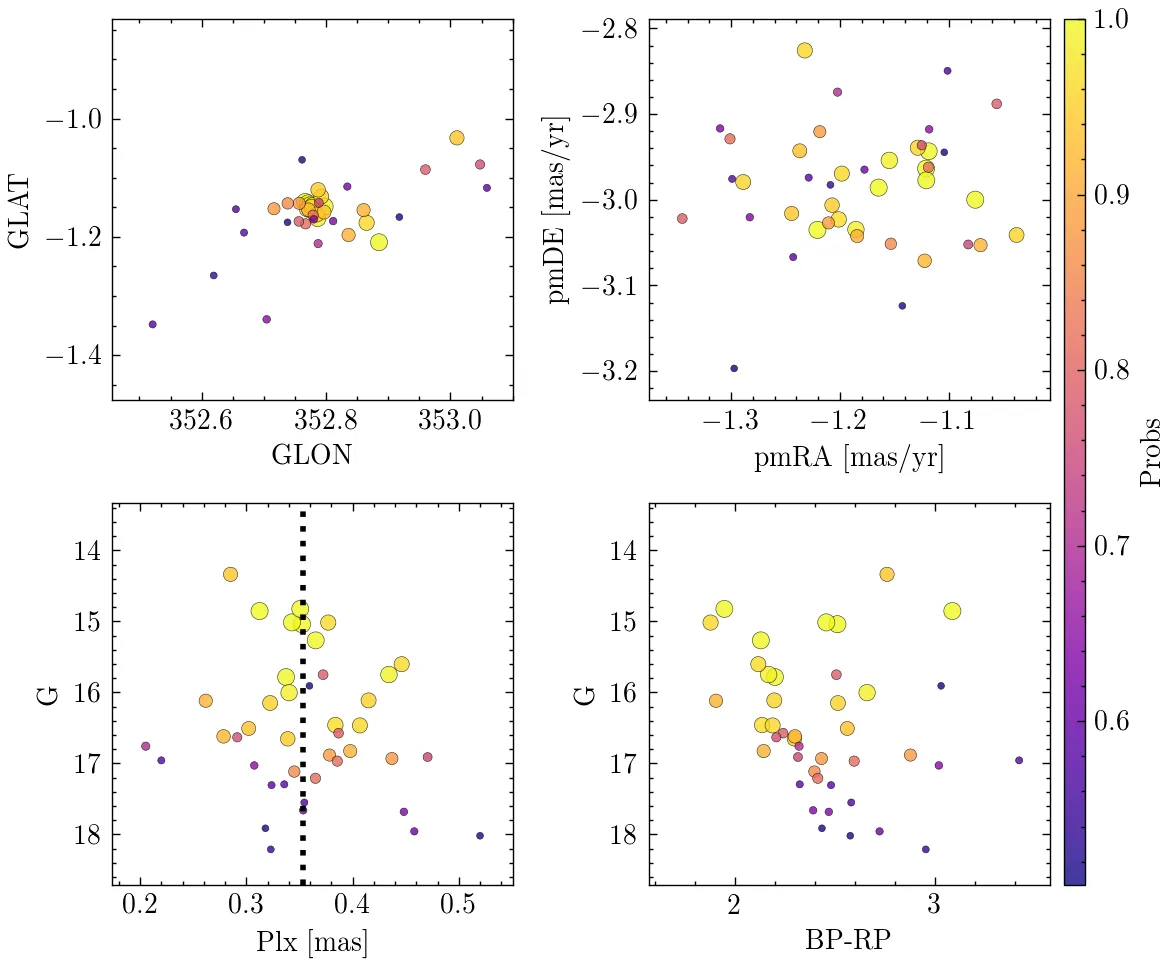 −1.0
−1.2
−1.4
GLAT
352.6 352.8 353.0
GLON
−2.8
−2.9
−3.0
−3.1
−3.2
pmDE [mas/yr]
−1.3 −1.2 −1.1
pmRA [mas/yr]
14
15
16
17
18
G
0.2 0.3 0.4 0.5
Plx [mas]
14
15
16
17
18
G
2 3
BP-RP
1.0
0.9
0.8
0.7
0.6
Probs